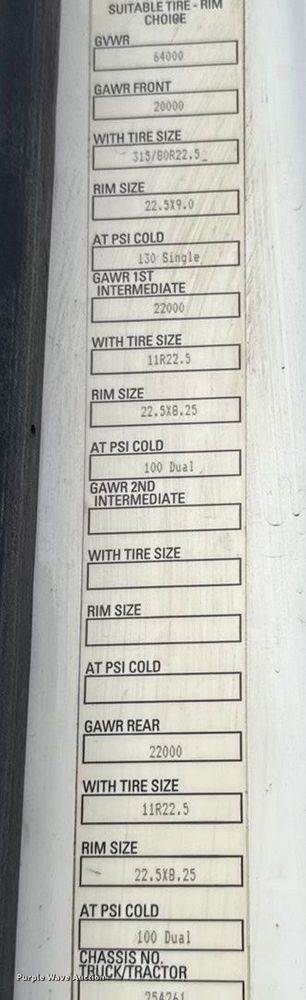 SUITABLE TIRE - RIM
CHOICE
GVWR
64000
GAWR FRONT
20000
WITH TIRE SIZE
315/80R22.5_
RIM SIZE
22.5X9.0
AT PSI COLD
130 Single
GAWR 1ST
INTERMEDIATE
22000
WITH TIRE SIZE
11R22.5
RIM SIZE
22.5X8.25
AT PSI COLD
100 Dual
GAWR 2ND
INTERMEDIATE
WITH TIRE SIZE
RIM SIZE
AT PSI COLD
GAWR REAR
22000
WITH TIRE SIZE
11R22.5
RIM SIZE
22.5X8.25
AT PSI COLD
100 Dual
CHASSIS NO.
TRUCK/TRACTOR
254261
Purple Wave Auction